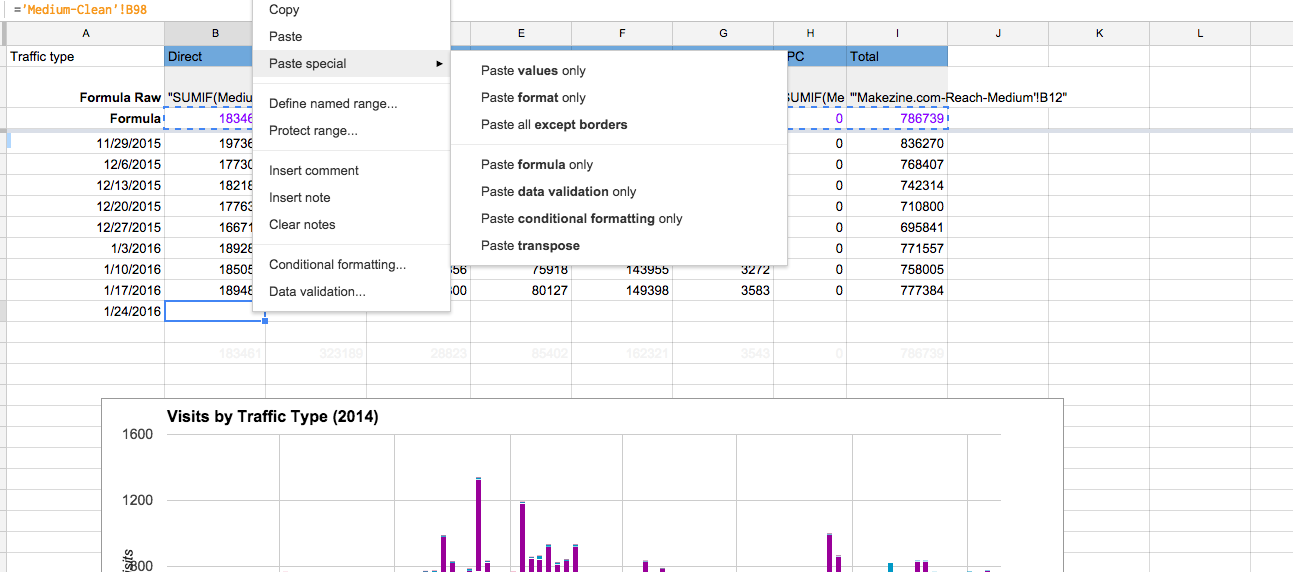 ='Medium-Clean'!B98
A B E F G H I J K L
Copy
Paste
Paste special
Define named range...
Protect range...
Insert comment
Insert note
Clear notes
Conditional formatting...
Data validation...
Paste values only
Paste format only
Paste all except borders
Paste formula only
Paste data validation only
Paste conditional formatting only
Paste transpose
Traffic type Direct PC Total
Formula Raw "SUMIF(Mediu SUMIF(Me "'Makezine.com-Reach-Medium'!B12"
Formula 18346 0 786739
11/29/2015 19736 0 836270
12/6/2015 17730 0 768407
12/13/2015 18218 0 742314
12/20/2015 17763 0 710800
12/27/2015 16671 0 695841
1/3/2016 18928 0 771557
1/10/2016 18505 356 75918 143955 3272 0 758005
1/17/2016 18948 300 80127 149398 3583 0 777384
1/24/2016
183461 323169 28823 85402 162321 3543 0 786739
Visits by Traffic Type (2014)
1600
1200
800